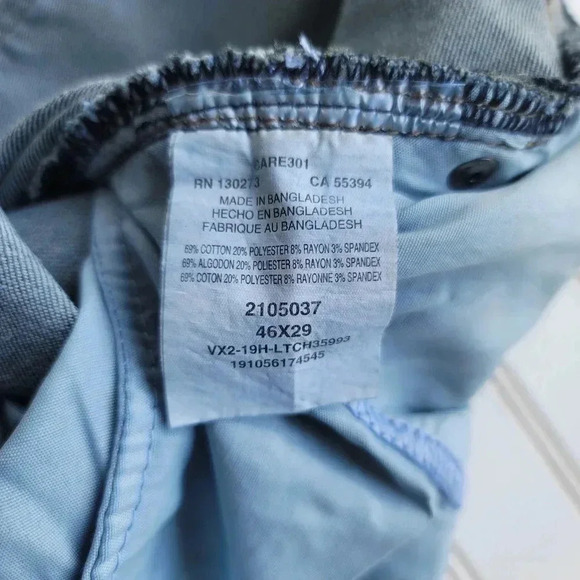 CARE301
RN 130273 CA 55394
MADE IN BANGLADESH
HECHO EN BANGLADESH
FABRIQUE AU BANGLADESH
69% COTTON 20% POLYESTER 8% RAYON 3% SPANDEX
69% ALGODON 20% POLIESTER 8% RAYON 3% SPANDEX
69% COTON 20% POLYESTER 8% RAYONNE 3% SPANDEX
2105037
46X29
VX2-19H-LTCH35993
191056174545